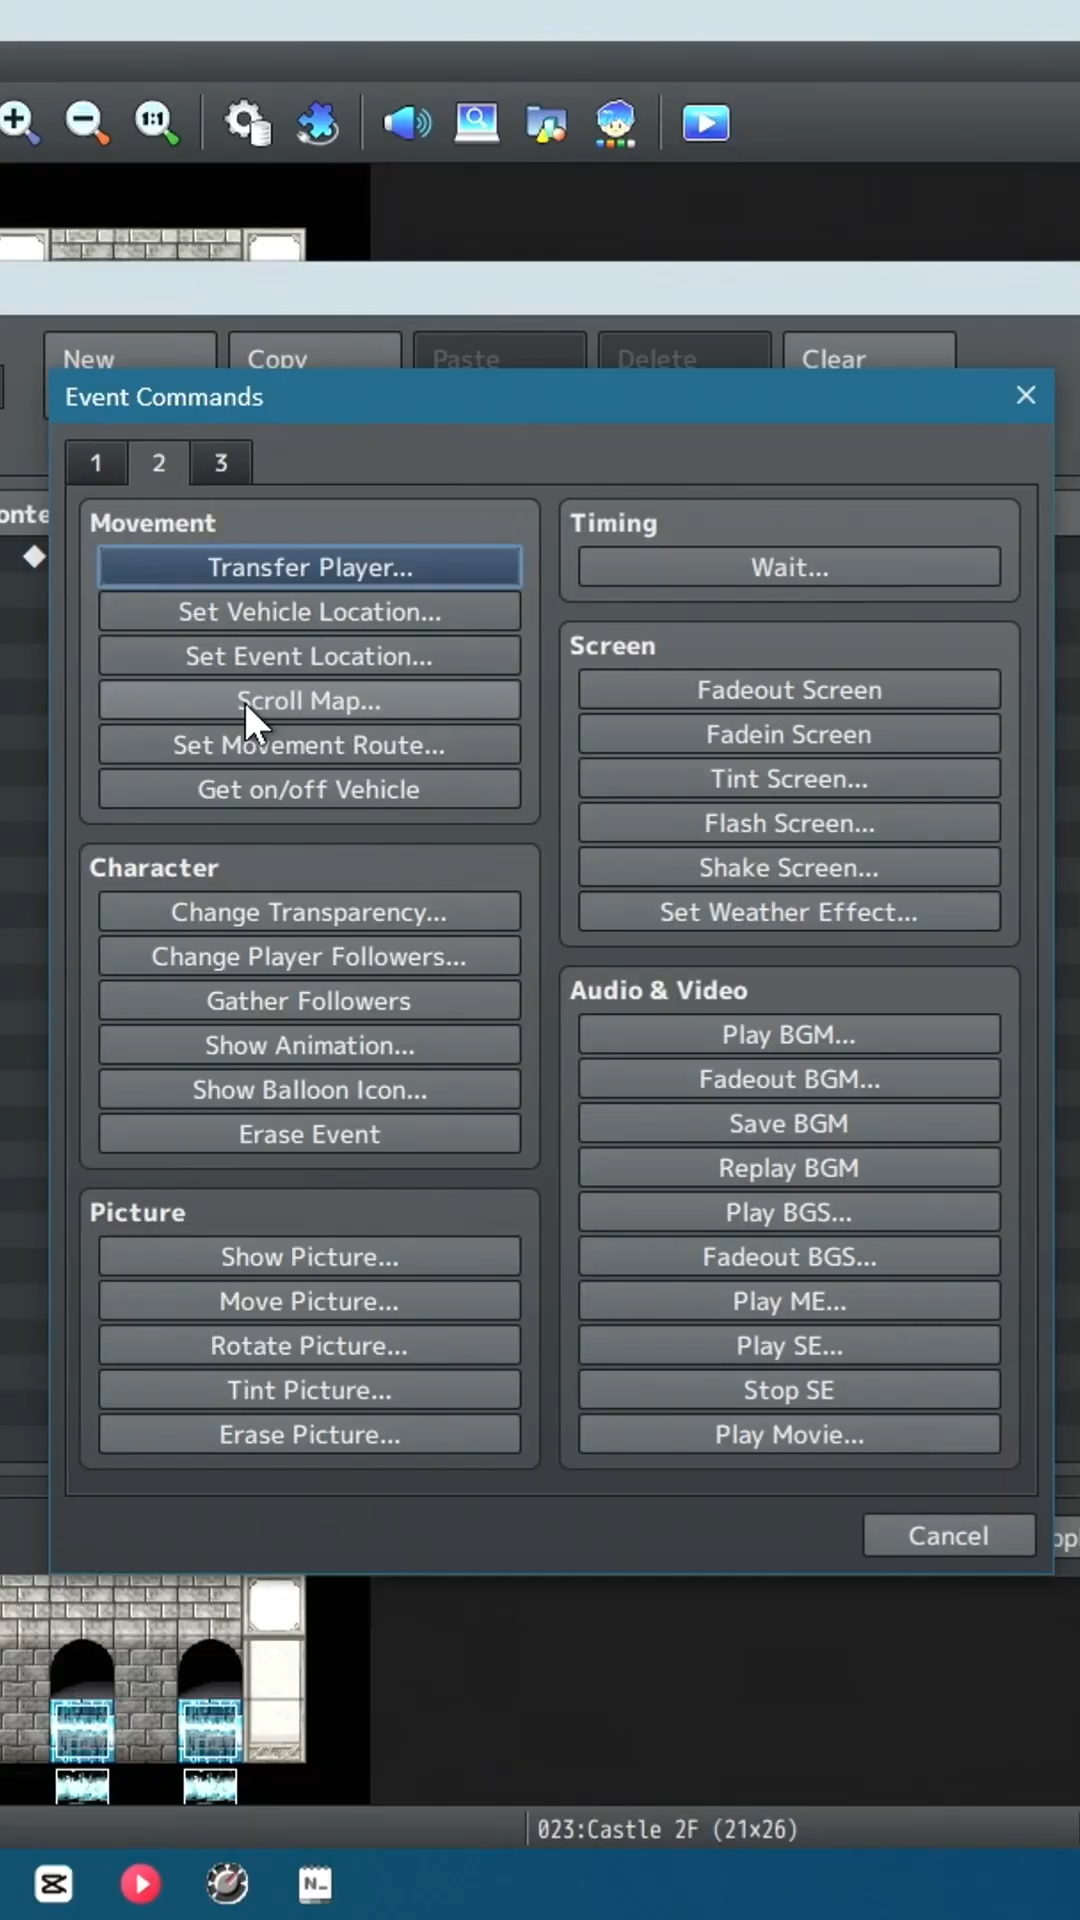 1:1
New
Copy
Paste
Delete
Clear
Event Commands
1
2
3
Movement
Transfer Player...
Set Vehicle Location...
Set Event Location...
Scroll Map...
Set Movement Route...
Get on/off Vehicle
Character
Change Transparency...
Change Player Followers...
Gather Followers
Show Animation...
Show Balloon Icon...
Erase Event
Picture
Show Picture...
Move Picture...
Rotate Picture...
Tint Picture...
Erase Picture...
Timing
Wait...
Screen
Fadeout Screen
Fadein Screen
Tint Screen...
Flash Screen...
Shake Screen...
Set Weather Effect...
Audio & Video
Play BGM...
Fadeout BGM...
Save BGM
Replay BGM
Play BGS...
Fadeout BGS...
Play ME...
Play SE...
Stop SE
Play Movie...
Cancel
023:Castle 2F (21x26)
N_